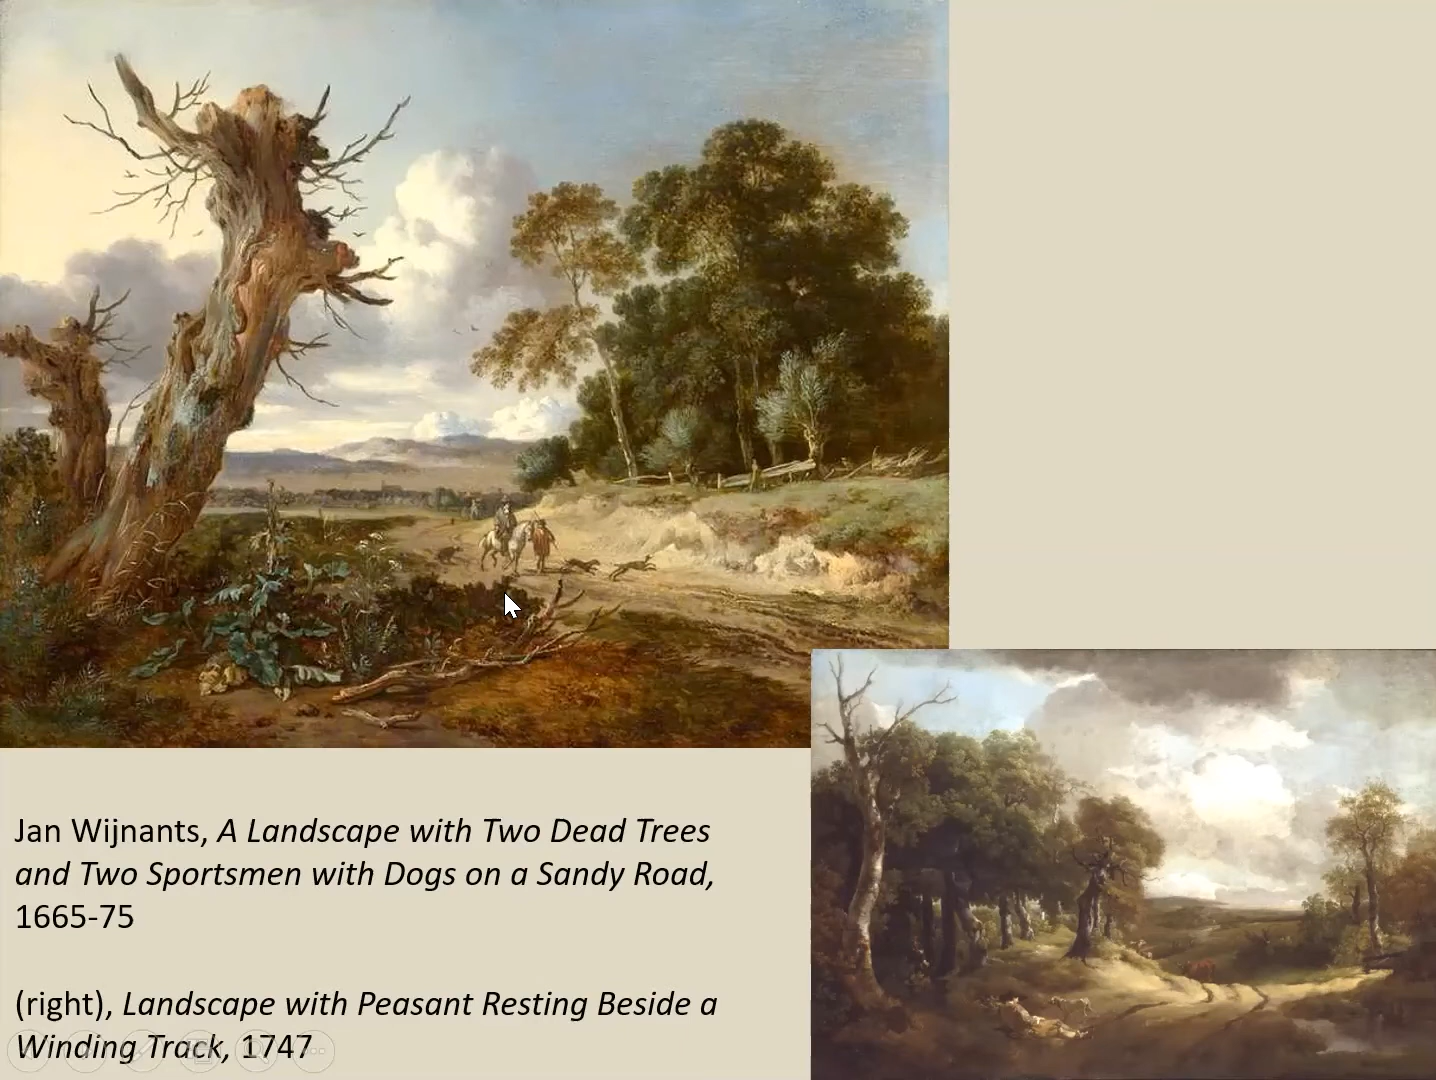 Jan Wijnants, A Landscape with Two Dead Trees
and Two Sportsmen with Dogs on a Sandy Road,
1665-75
(right), Landscape with Peasant Resting Beside a
Winding Track, 1747